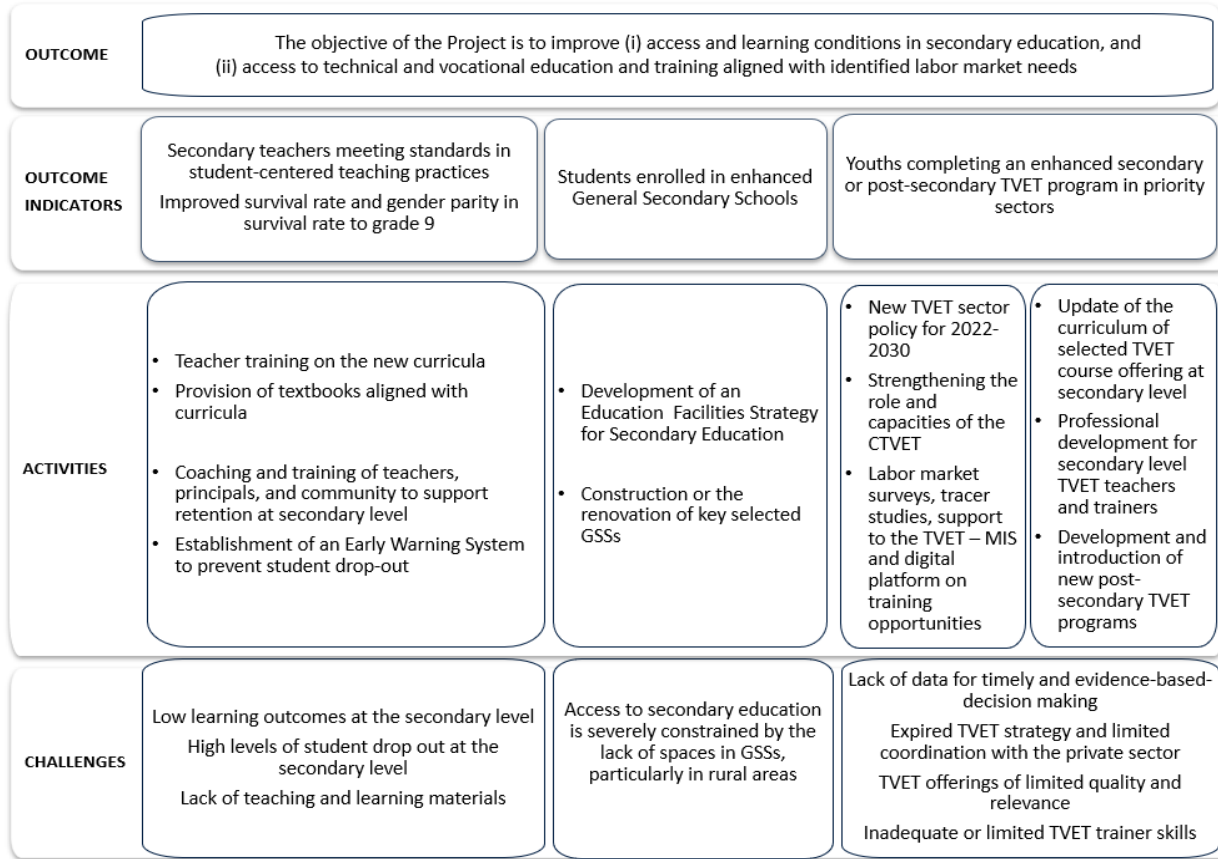 OUTCOME
The objective of the Project is to improve (i) access and learning conditions in secondary education, and
(ii) access to technical and vocational education and training aligned with identified labor market needs
OUTCOME
INDICATORS
Secondary teachers meeting standards in
student-centered teaching practices
Improved survival rate and gender parity in
survival rate to grade 9
Students enrolled in enhanced
General Secondary Schools
Youths completing an enhanced secondary
or post-secondary TVET program in priority
sectors
ACTIVITIES
• Teacher training on the new curricula
• Provision of textbooks aligned with
curricula
• Coaching and training of teachers,
principals, and community to support
retention at secondary level
• Establishment of an Early Warning System
to prevent student drop-out
• Development of an
Education Facilities Strategy
for Secondary Education
• Construction or the
renovation of key selected
GSSs
• New TVET sector
policy for 2022-
2030
• Strengthening the
role and
capacities of the
CTVET
• Labor market
surveys, tracer
studies, support
to the TVET – MIS
and digital
platform on
training
opportunities
• Update of the
curriculum of
selected TVET
course offering at
secondary level
• Professional
development for
secondary level
TVET teachers
and trainers
• Development and
introduction of
new post-
secondary TVET
programs
CHALLENGES
Low learning outcomes at the secondary level
High levels of student drop out at the
secondary level
Lack of teaching and learning materials
Access to secondary education
is severely constrained by the
lack of spaces in GSSs,
particularly in rural areas
Lack of data for timely and evidence-based-
decision making
Expired TVET strategy and limited
coordination with the private sector
TVET offerings of limited quality and
relevance
Inadequate or limited TVET trainer skills